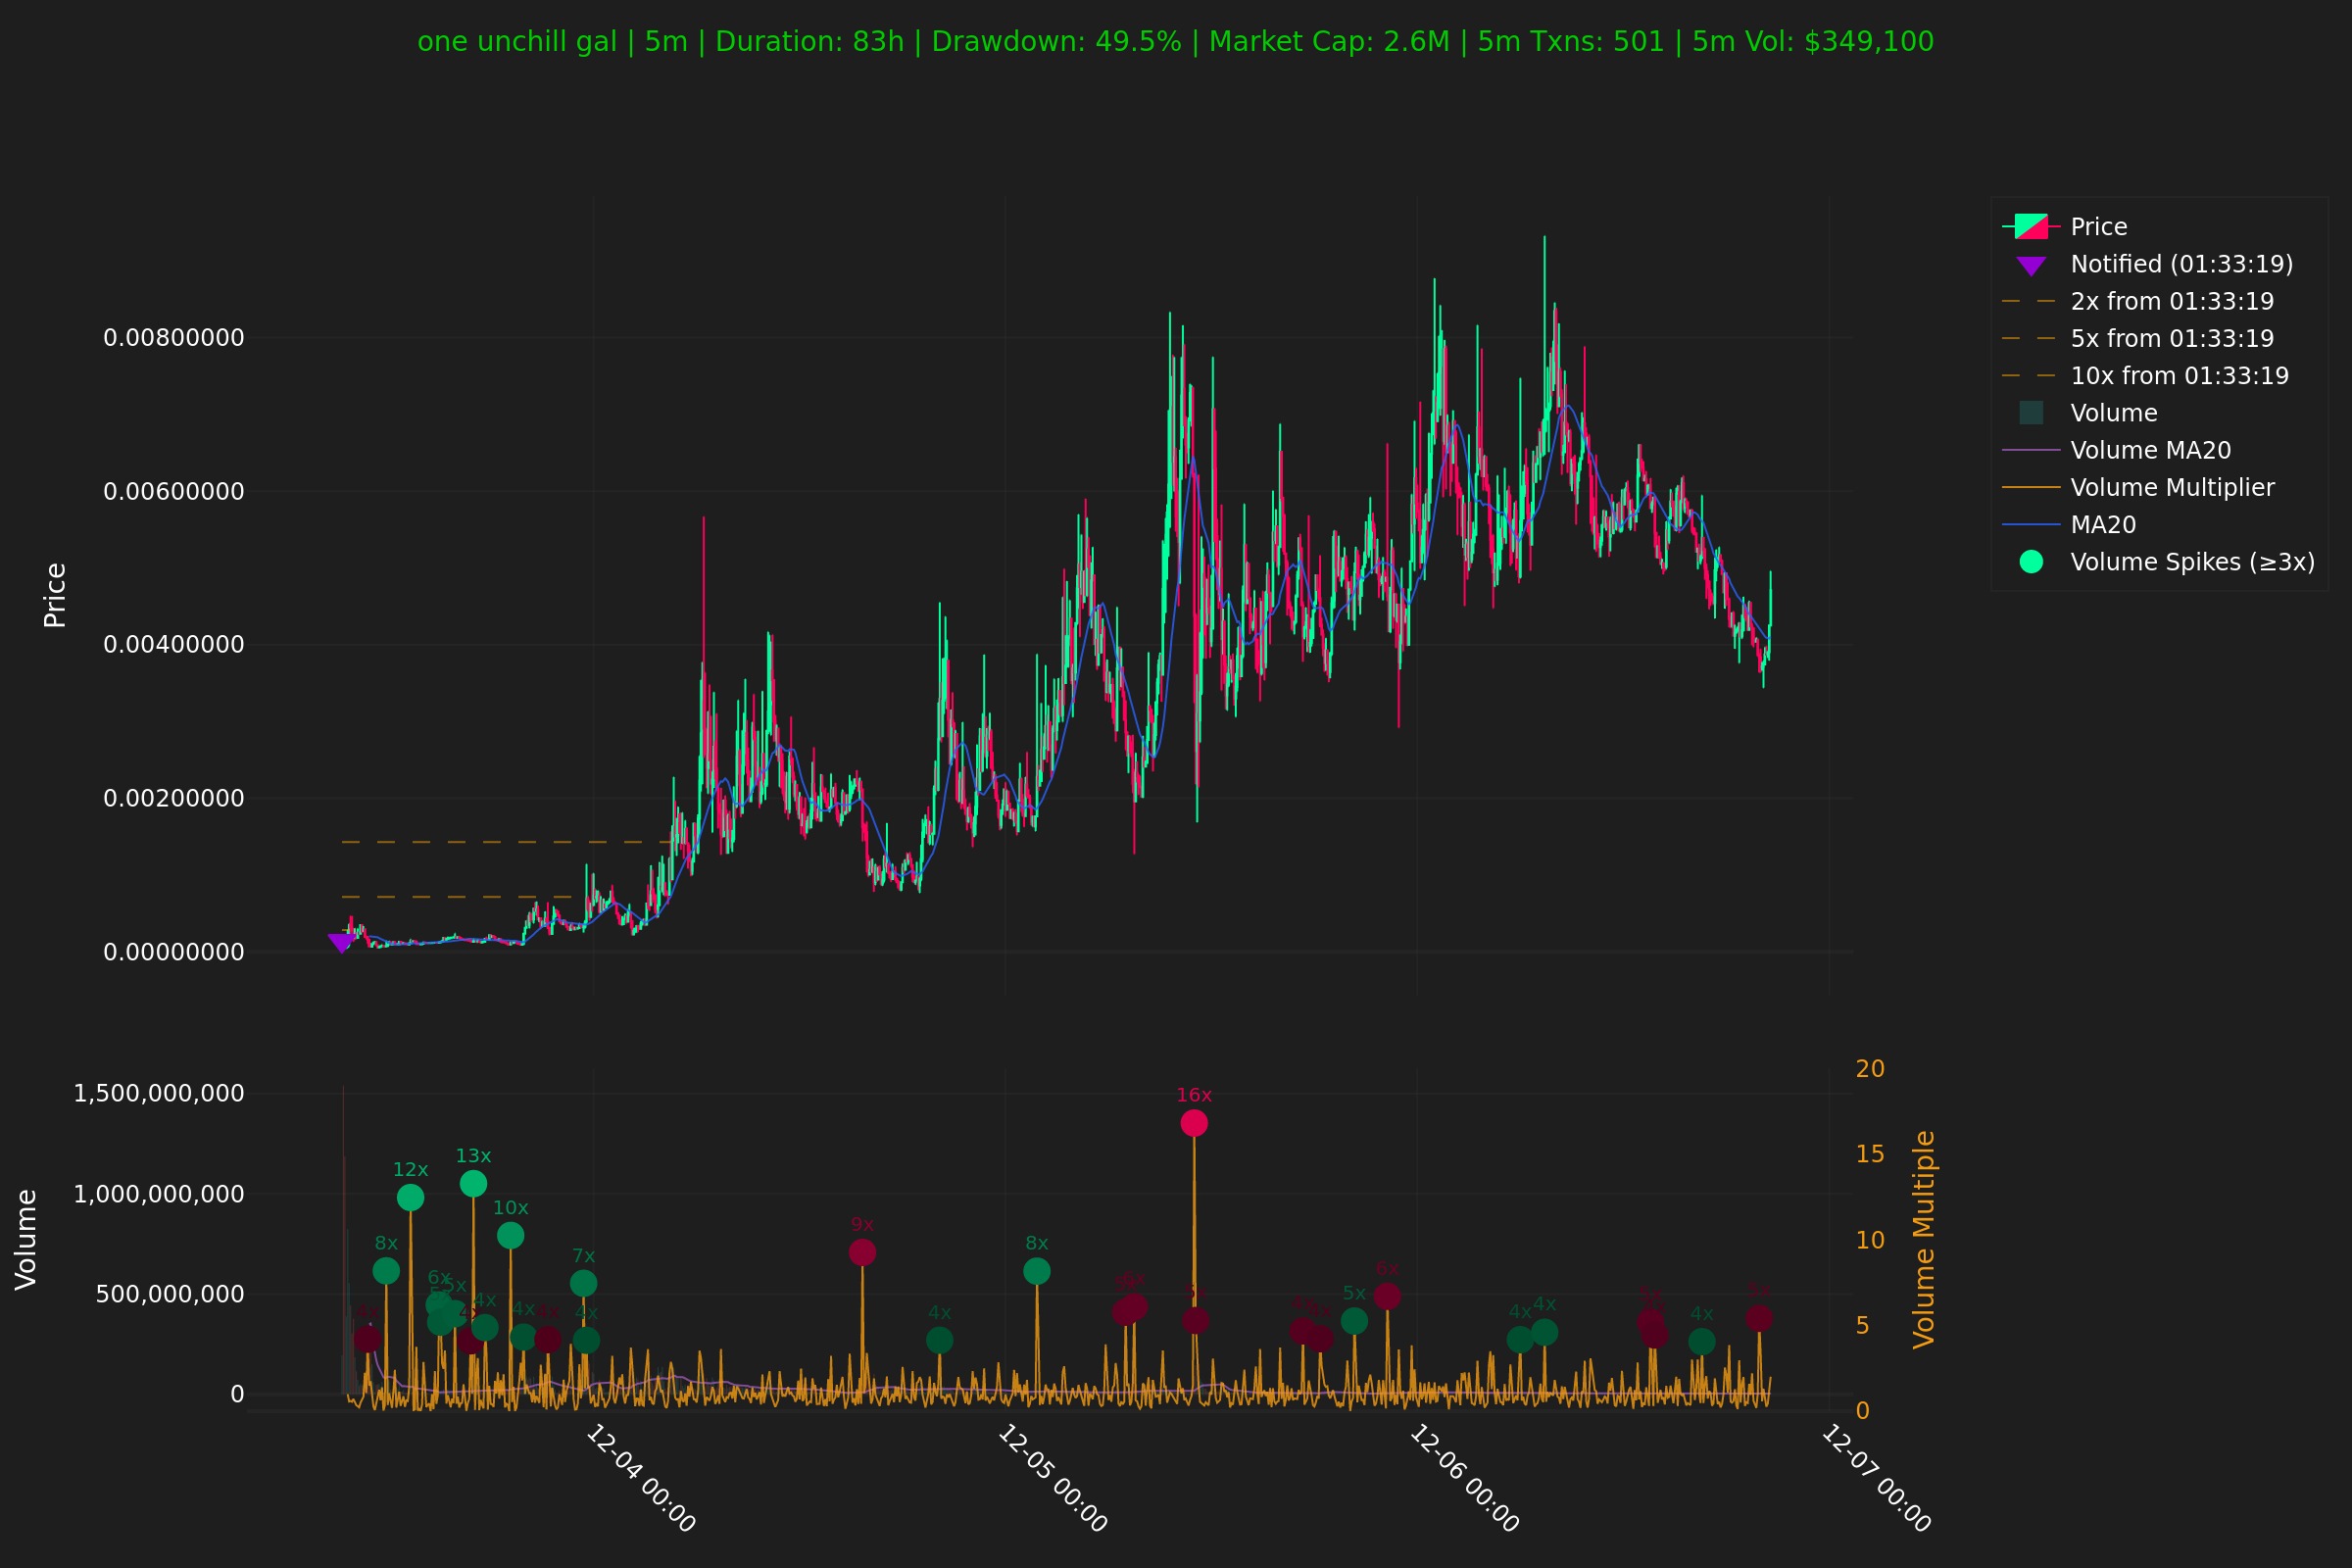 one unchill gal | 5m | Duration: 83h | Drawdown: 49.5% | Market Cap: 2.6M | 5m Txns: 501 | 5m Vol: $349,100
Price
0.00800000
0.00600000
0.00400000
0.00200000
0.00000000
Price
Notified (01:33:19)
2x from 01:33:19
5x from 01:33:19
10x from 01:33:19
Volume
Volume MA20
Volume Multiplier
MA20
Volume Spikes (≥3x)
Volume
1,500,000,000
1,000,000,000
500,000,000
0
4x
8x
12x
6x
5x
13x
4x
10x
4x
4x
7x
4x
9x
4x
8x
6x
16x
5x
4x
5x
6x
4x
4x
4x
5x
20
15
10
5
0
Volume Multiple
12-04 00:00
12-05 00:00
12-06 00:00
12-07 00:00